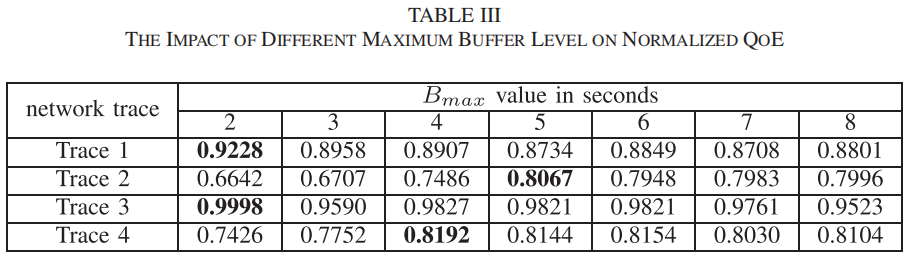 TABLE III
THE IMPACT OF DIFFERENT MAXIMUM BUFFER LEVEL ON NORMALIZED QOE
network trace
B_max value in seconds
2 3 4 5 6 7 8
Trace 1 0.9228 0.8958 0.8907 0.8734 0.8849 0.8708 0.8801
Trace 2 0.6642 0.6707 0.7486 0.8067 0.7948 0.7983 0.7996
Trace 3 0.9998 0.9590 0.9827 0.9821 0.9821 0.9761 0.9523
Trace 4 0.7426 0.7752 0.8192 0.8144 0.8154 0.8030 0.8104